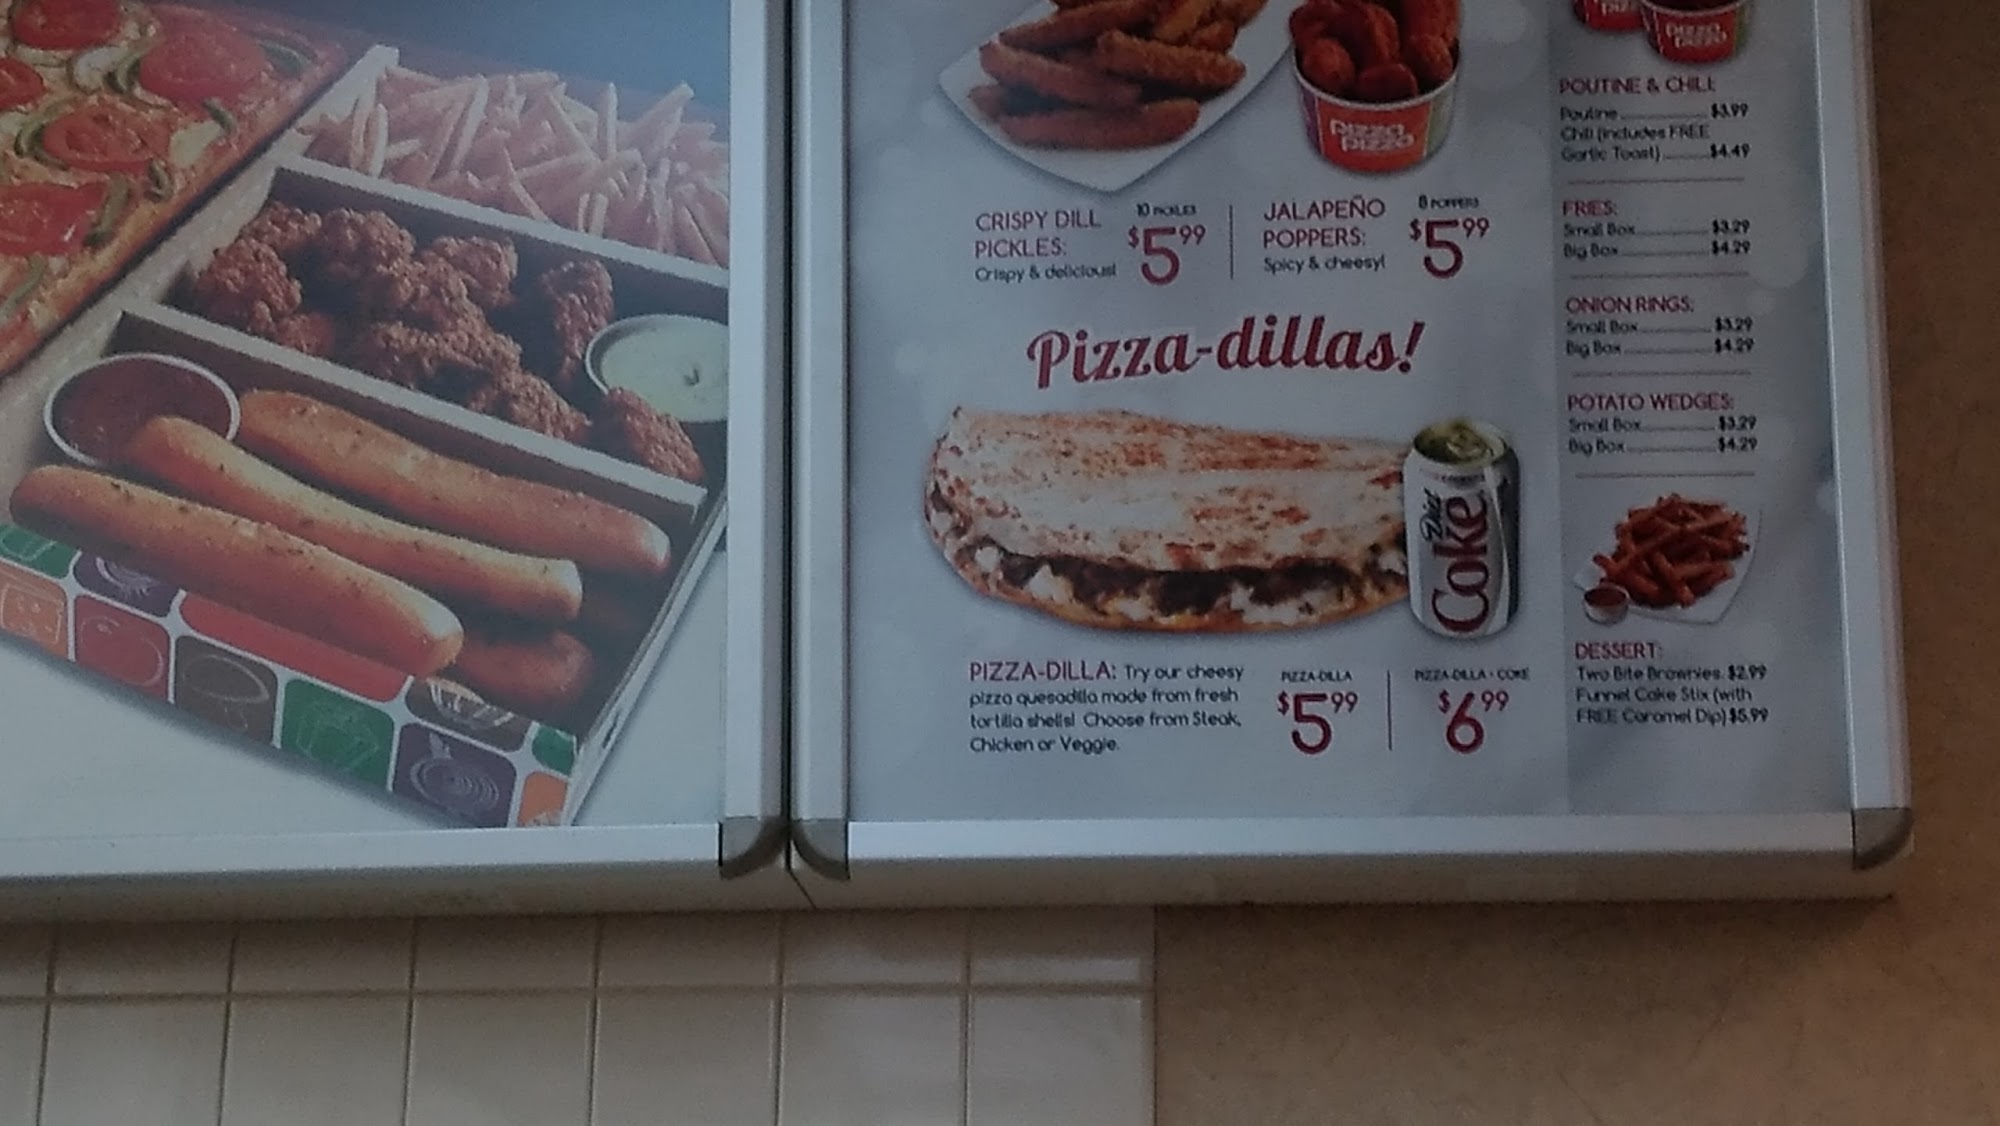 pizza pizza
pizza
pizza
CRISPY DILL
PICKLES:
Crispy & delicious!
10 PICKLES
$5.99
JALAPEÑO
POPPERS:
Spicy & cheesy!
8 POPPERS
$5.99
Pizza-dillas!
Diet
Coke
PIZZA-DILLA: Try our cheesy
pizza quesadilla made from fresh
tortilla shells! Choose from Steak,
Chicken or Veggie.
PIZZA-DILLA
$5.99
PIZZA-DILLA + COKE
$6.99
POUTINE & CHILI:
Poutine $3.99
Chili (includes FREE
Garlic Toast) $4.49
FRIES:
Small Box $3.29
Big Box $4.29
ONION RINGS:
Small Box $3.29
Big Box $4.29
POTATO WEDGES:
Small Box $3.29
Big Box $4.29
DESSERT:
Two Bite Brownies. $2.99
Funnel Cake Stix (with
FREE Caramel Dip) $5.99